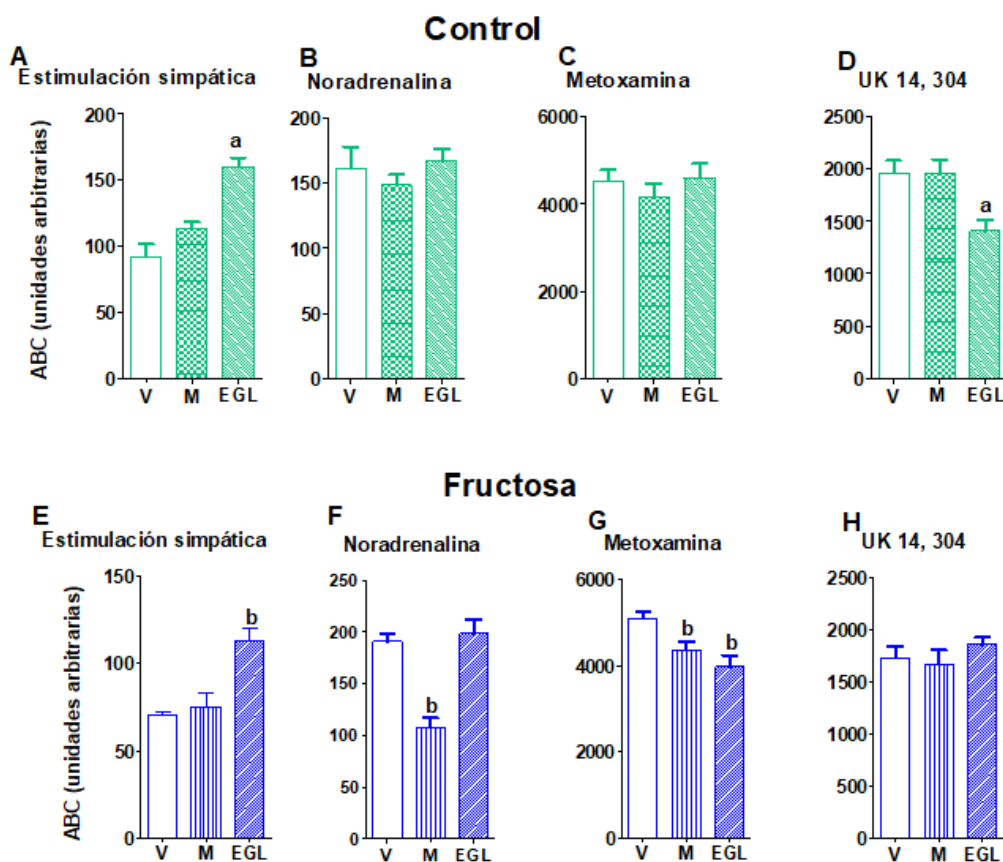 Control
A
Estimulación simpática
B
Noradrenalina
C
Metoxamina
D
UK 14, 304
ABC (unidades arbitrarias)
200
150
100
50
0
a
V M EGL
200
150
100
50
0
V M EGL
6000
4000
2000
0
V M EGL
2500
2000
1500
1000
500
0
a
V M EGL
Fructosa
E
Estimulación simpática
F
Noradrenalina
G
Metoxamina
H
UK 14, 304
ABC (unidades arbitrarias)
150
100
50
0
b
V M EGL
250
200
150
100
50
0
b
V M EGL
6000
4000
2000
0
b b
V M EGL
2500
2000
1500
1000
500
0
V M EGL